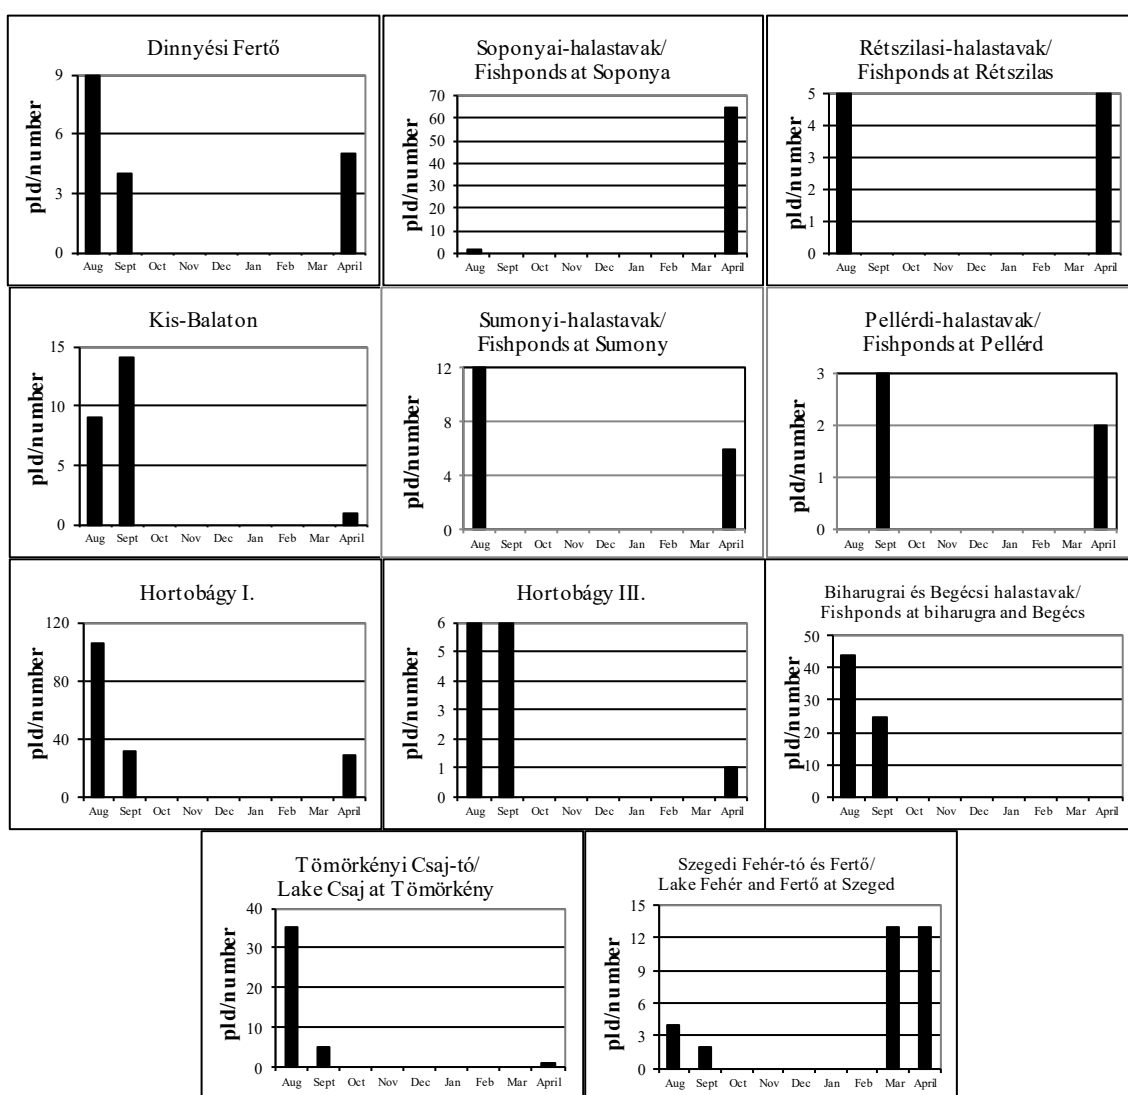 Dinnyési Fertő
pld/number
9
6
3
0
Aug Sept Oct Nov Dec Jan Feb Mar April
Soponyai-halastavak/
Fishponds at Soponya
pld/number
70
60
50
40
30
20
10
0
Aug Sept Oct Nov Dec Jan Feb Mar April
Rétszilasi-halastavak/
Fishponds at Rétszilas
pld/number
5
4
3
2
1
0
Aug Sept Oct Nov Dec Jan Feb Mar April
Kis-Balaton
pld/number
15
10
5
0
Aug Sept Oct Nov Dec Jan Feb Mar April
Sumonyi-halastavak/
Fishponds at Sumony
pld/number
12
8
4
0
Aug Sept Oct Nov Dec Jan Feb Mar April
Pellérdi-halastavak/
Fishponds at Pellérd
pld/number
3
2
1
0
Aug Sept Oct Nov Dec Jan Feb Mar April
Hortobágy I.
pld/number
120
80
40
0
Aug Sept Oct Nov Dec Jan Feb Mar April
Hortobágy III.
pld/number
6
5
4
3
2
1
0
Aug Sept Oct Nov Dec Jan Feb Mar April
Biharugrai és Begécsi halastavak/
Fishponds at biharugra and Begécs
pld/number
50
40
30
20
10
0
Aug Sept Oct Nov Dec Jan Feb Mar April
Tömörkényi Csaj-tó/
Lake Csaj at Tömörkény
pld/number
40
30
20
10
0
Aug Sept Oct Nov Dec Jan Feb Mar April
Szegedi Fehér-tó és Fertő/
Lake Fehér and Fertő at Szeged
pld/number
15
12
9
6
3
0
Aug Sept Oct Nov Dec Jan Feb Mar April